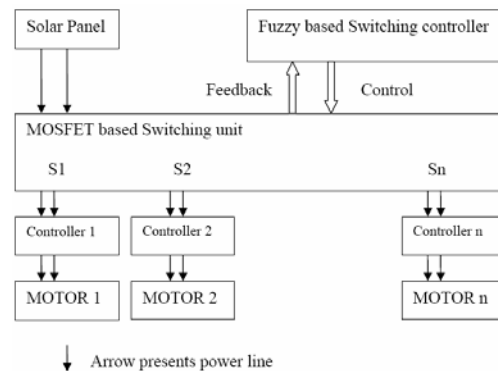 Solar Panel
Fuzzy based Switching controller
Feedback
Control
MOSFET based Switching unit
S1
S2
Sn
Controller 1
Controller 2
Controller n
MOTOR 1
MOTOR 2
MOTOR n
Arrow presents power line